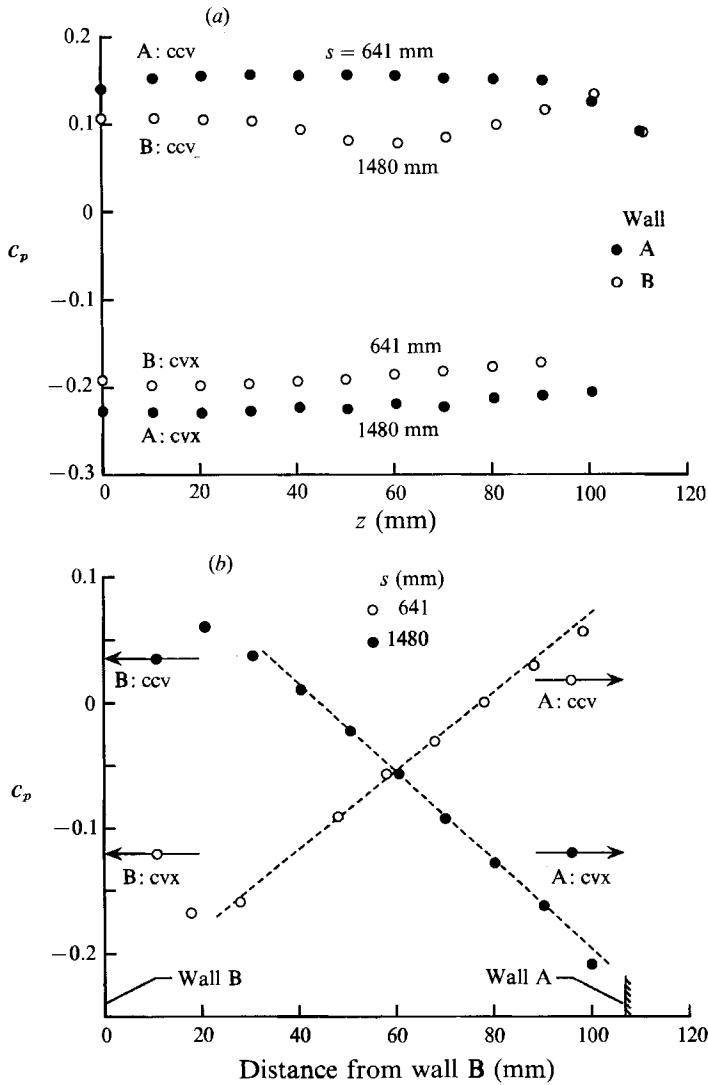 (a)
0.2
A: ccv
s = 641 mm
0.1
B: ccv
1480 mm
0
Wall
A
B
c_p
−0.1
B: cvx
641 mm
−0.2
A: cvx
1480 mm
−0.3
0 20 40 60 80 100 120
z (mm)
(b)
0.1
s (mm)
641
1480
B: ccv
A: ccv
0
c_p
−0.1
B: cvx
A: cvx
−0.2
Wall B
Wall A
0 20 40 60 80 100 120
Distance from wall B (mm)